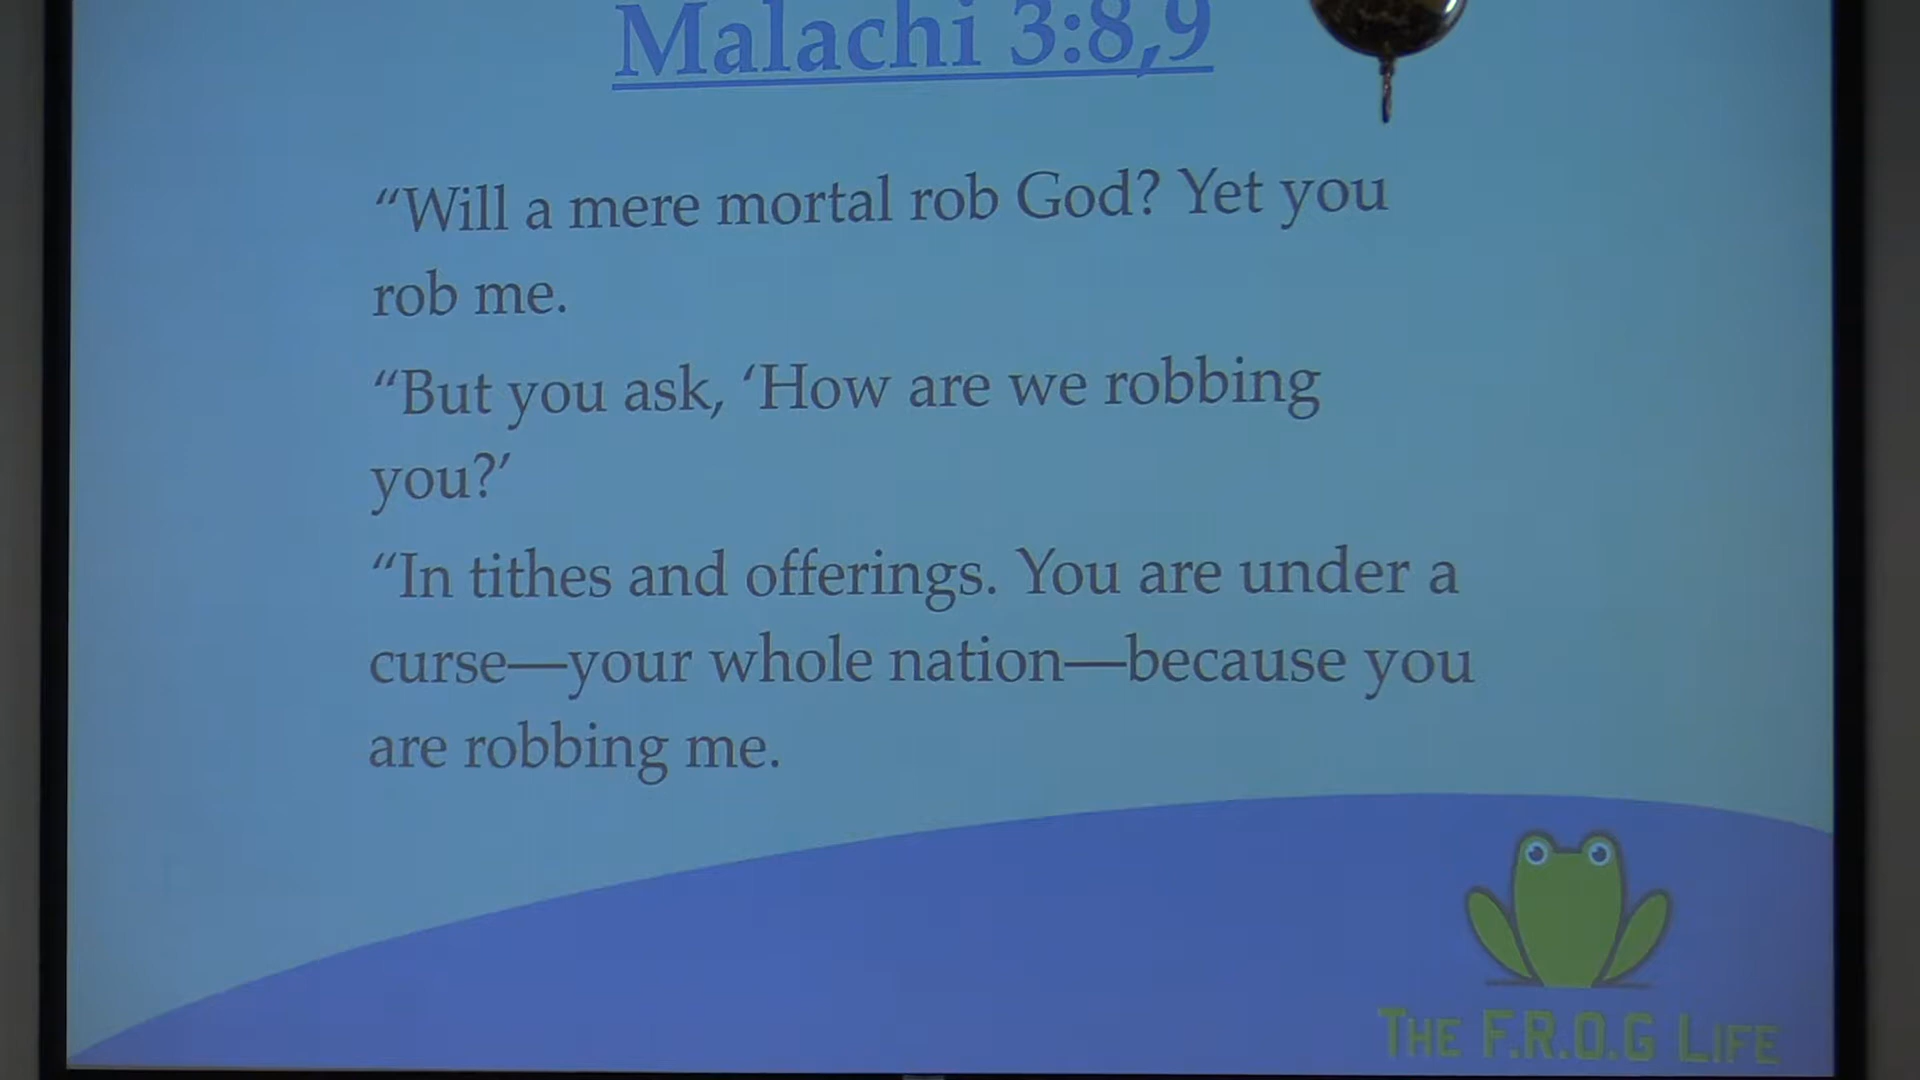 Malachi 3:8,9
“Will a mere mortal rob God? Yet you
rob me.
“But you ask, ‘How are we robbing
you?’
“In tithes and offerings. You are under a
curse—your whole nation—because you
are robbing me.
THE F.R.O.G LIFE